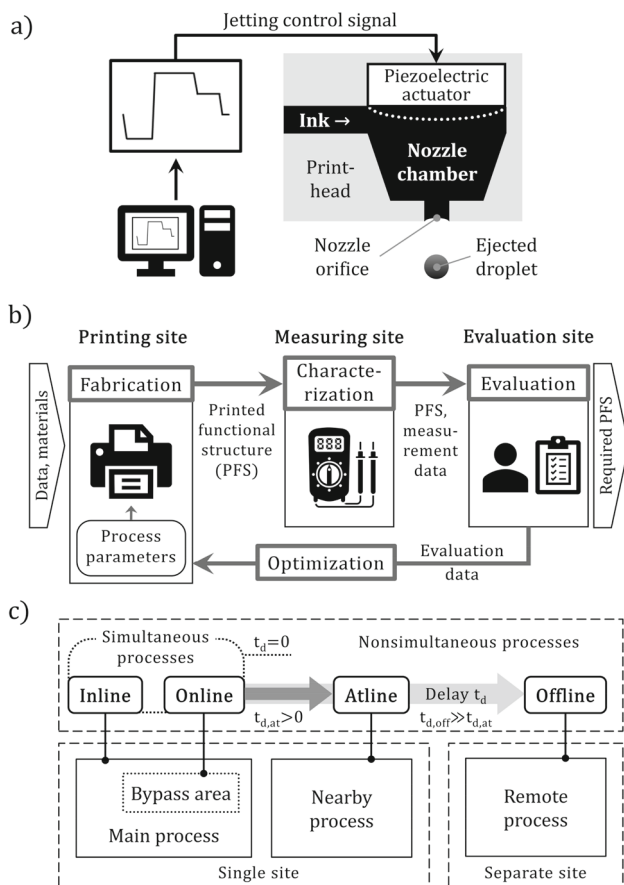 a)
Jetting control signal
Piezoelectric
actuator
Ink →
Nozzle
chamber
Print-
head
Nozzle
orifice
Ejected
droplet
b)
Printing site
Measuring site
Evaluation site
Data, materials
Fabrication
Printed
functional
structure
(PFS)
Characte-
rization
888
PFS,
measu-
rement
data
Evaluation
Required PFS
Process
parameters
Optimization
Evaluation
data
c)
Simultaneous
processes
t_d=0
Nonsimultaneous processes
Inline
Online
t_d,at>0
Atline
Delay t_d
t_d,off≫t_d,at
Offline
Bypass area
Main process
Nearby
process
Remote
process
Single site
Separate site